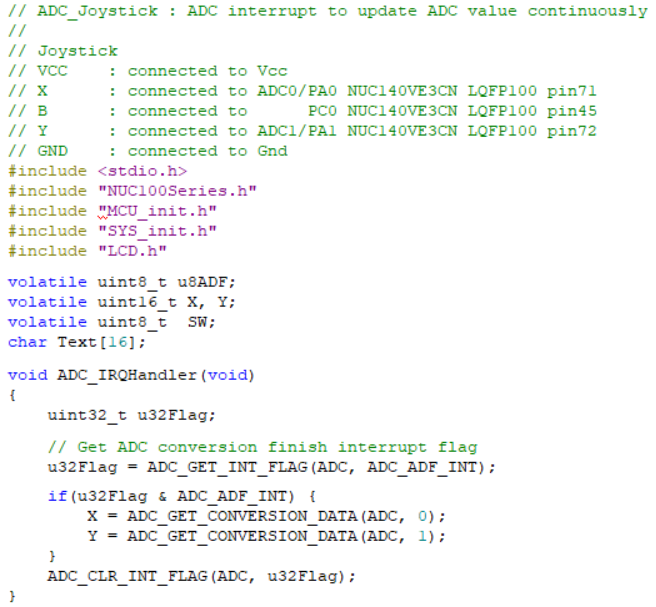 // ADC_Joystick : ADC interrupt to update ADC value continuously
//
// Joystick
// VCC    : connected to Vcc
// X      : connected to ADC0/PA0 NUC140VE3CN LQFP100 pin71
// B      : connected to      PC0 NUC140VE3CN LQFP100 pin45
// Y      : connected to ADC1/PA1 NUC140VE3CN LQFP100 pin72
// GND    : connected to Gnd
#include <stdio.h>
#include "NUC100Series.h"
#include "MCU_init.h"
#include "SYS_init.h"
#include "LCD.h"
volatile uint8_t u8ADF;
volatile uint16_t X, Y;
volatile uint8_t  SW;
char Text[16];
void ADC_IRQHandler(void)
{
    uint32_t u32Flag;
    // Get ADC conversion finish interrupt flag
    u32Flag = ADC_GET_INT_FLAG(ADC, ADC_ADF_INT);
    if(u32Flag & ADC_ADF_INT) {
        X = ADC_GET_CONVERSION_DATA(ADC, 0);
        Y = ADC_GET_CONVERSION_DATA(ADC, 1);
    }
    ADC_CLR_INT_FLAG(ADC, u32Flag);
}